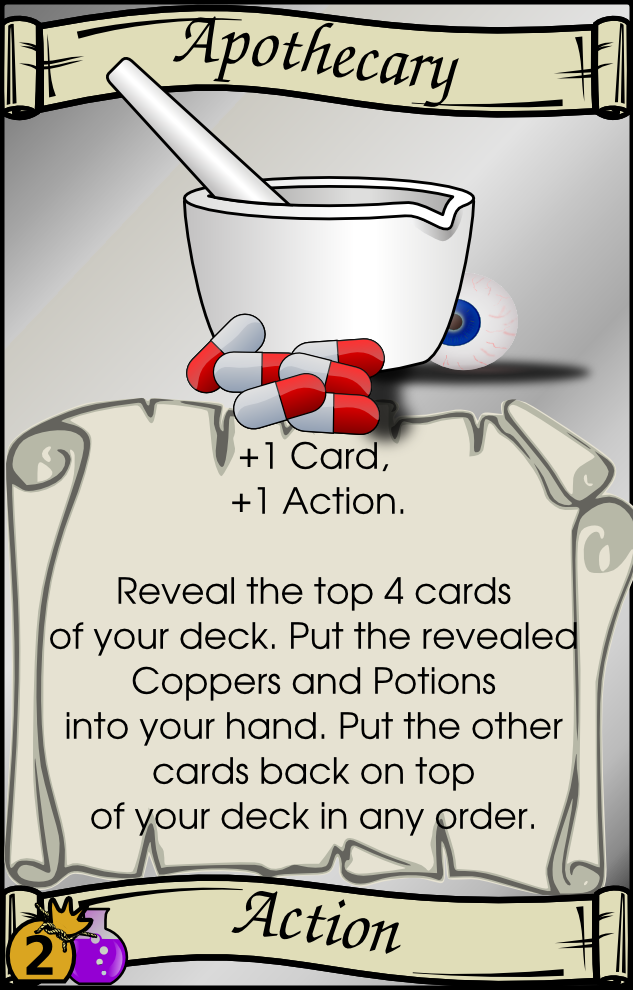 Apothecary
+1 Card,
+1 Action.
Reveal the top 4 cards
of your deck. Put the revealed
Coppers and Potions
into your hand. Put the other
cards back on top
of your deck in any order.
Action
2